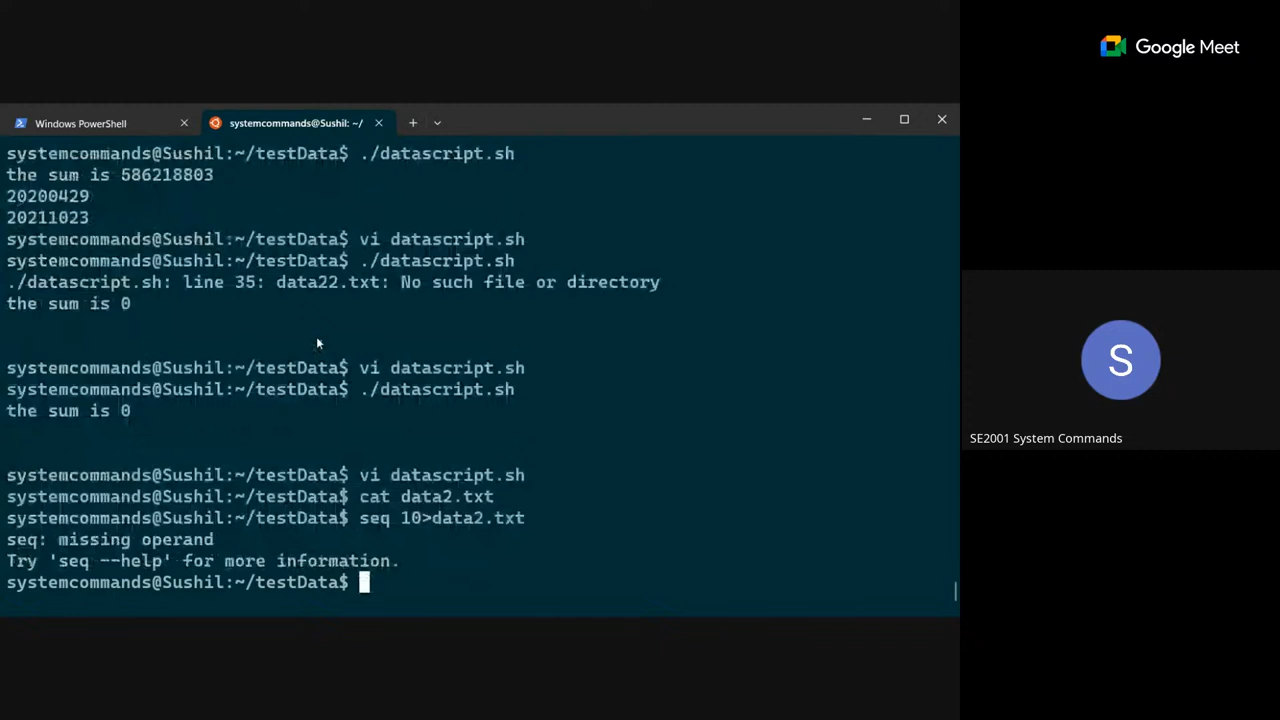 Google Meet
Windows PowerShell
systemcommands@Sushil: ~/
systemcommands@Sushil:~/testData$ ./datascript.sh
the sum is 586218803
20200429
20211023
systemcommands@Sushil:~/testData$ vi datascript.sh
systemcommands@Sushil:~/testData$ ./datascript.sh
./datascript.sh: line 35: data22.txt: No such file or directory
the sum is 0
systemcommands@Sushil:~/testData$ vi datascript.sh
systemcommands@Sushil:~/testData$ ./datascript.sh
the sum is 0
systemcommands@Sushil:~/testData$ vi datascript.sh
systemcommands@Sushil:~/testData$ cat data2.txt
systemcommands@Sushil:~/testData$ seq 10>data2.txt
seq: missing operand
Try 'seq --help' for more information.
systemcommands@Sushil:~/testData$
S
SE2001 System Commands